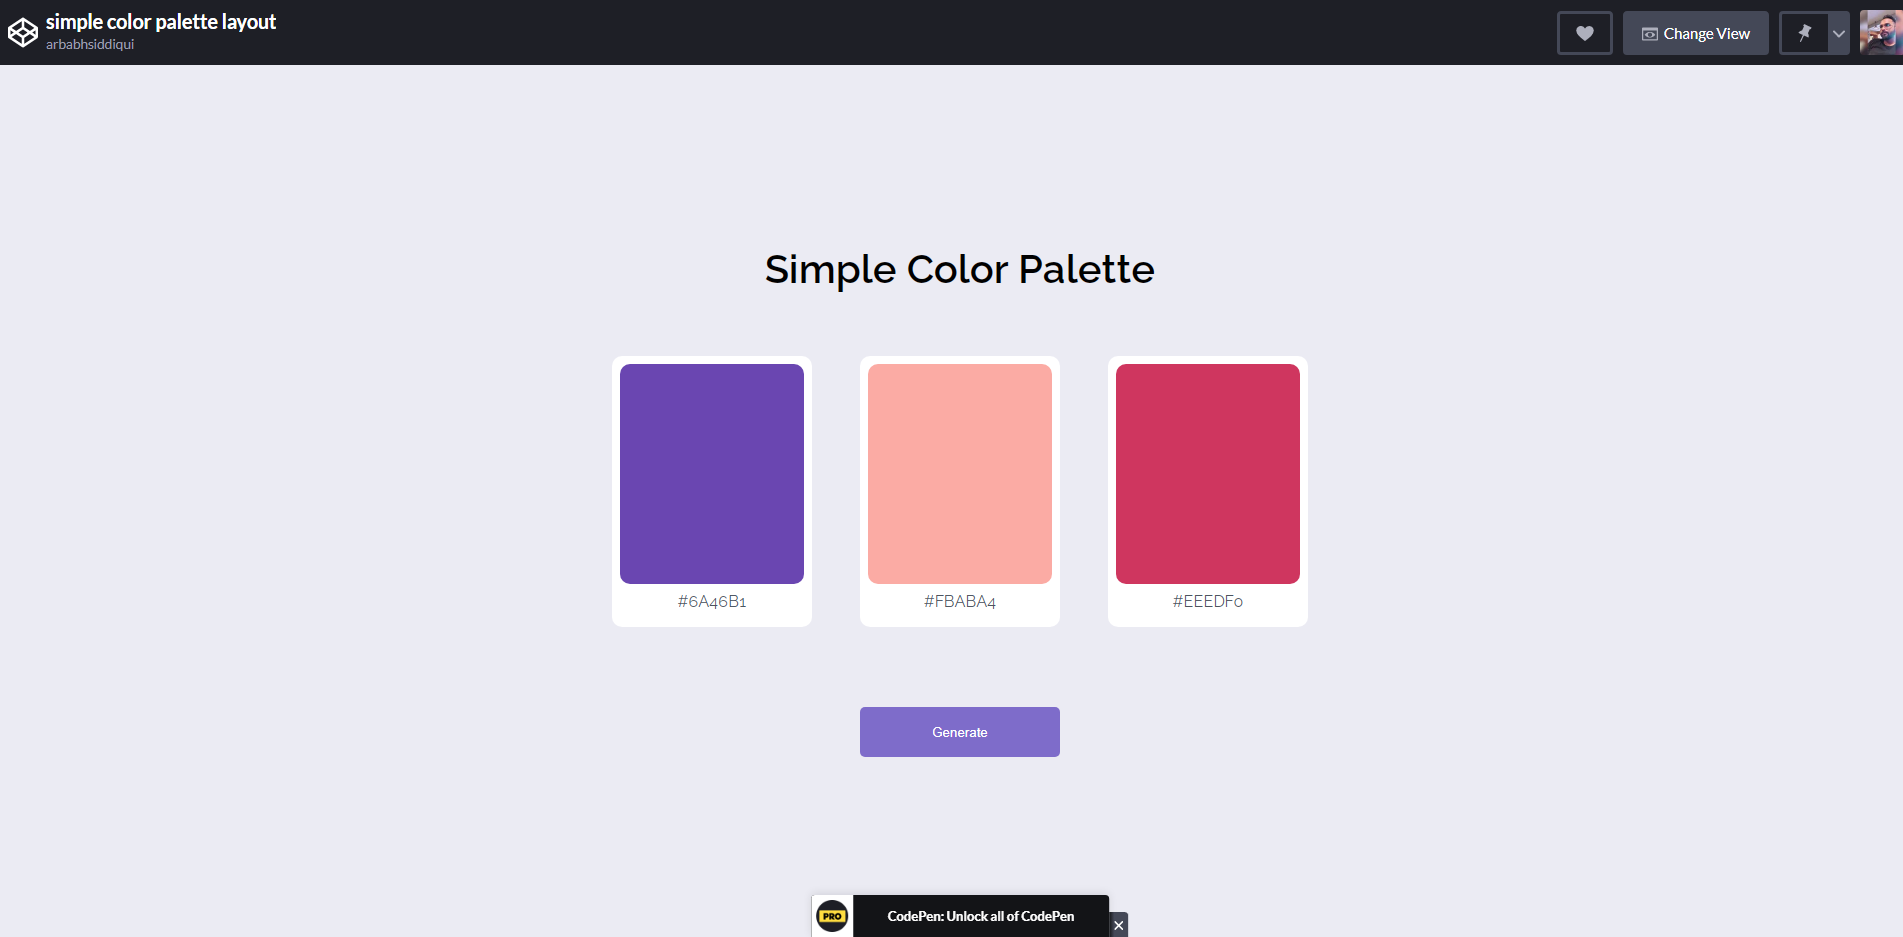 simple color palette layout
arbabhsiddiqui
Change View
Simple Color Palette
#6A46B1
#FBABA4
#EEEDF0
Generate
PRO
CodePen: Unlock all of CodePen